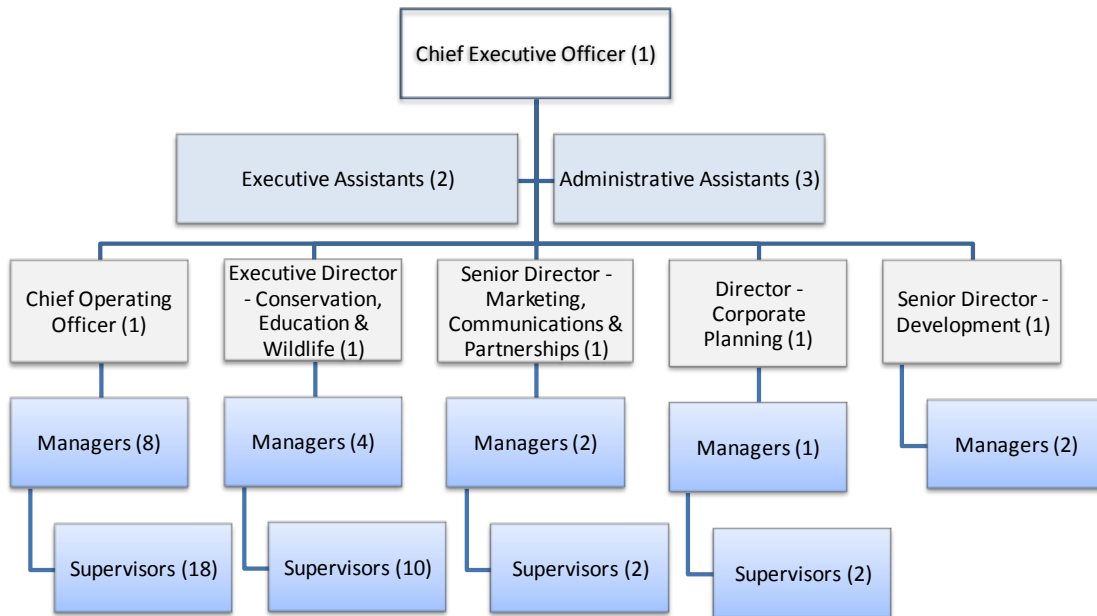 Chief Executive Officer (1)
Executive Assistants (2)
Administrative Assistants (3)
Chief Operating
Officer (1)
Executive Director
- Conservation,
Education &
Wildlife (1)
Senior Director -
Marketing,
Communications &
Partnerships (1)
Director -
Corporate
Planning (1)
Senior Director -
Development (1)
Managers (8)
Managers (4)
Managers (2)
Managers (1)
Managers (2)
Supervisors (18)
Supervisors (10)
Supervisors (2)
Supervisors (2)